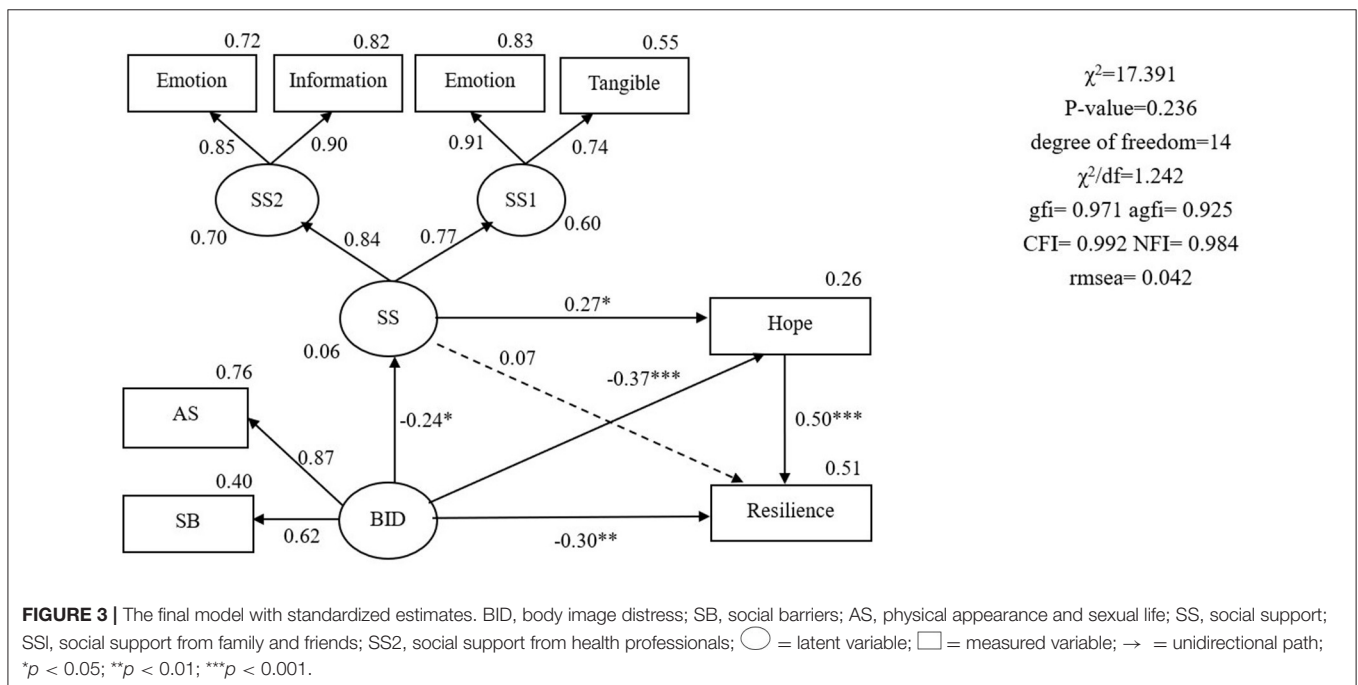 0.72 0.82 0.83 0.55
Emotion Information Emotion Tangible
0.85 0.90 0.91 0.74
SS2 SS1
0.70 0.84 0.77 0.60
SS 0.27* 0.26
Hope
0.06 0.07
0.76 -0.37***
AS -0.24* 0.50***
0.87
0.40 0.51
SB BID Resilience
0.62 -0.30**
χ²=17.391
P-value=0.236
degree of freedom=14
χ²/df=1.242
gfi= 0.971 agfi= 0.925
CFI= 0.992 NFI= 0.984
rmsea= 0.042
FIGURE 3 | The final model with standardized estimates. BID, body image distress; SB, social barriers; AS, physical appearance and sexual life; SS, social support;
SSI, social support from family and friends; SS2, social support from health professionals; ◯ = latent variable; □ = measured variable; → = unidirectional path;
*p < 0.05; **p < 0.01; ***p < 0.001.